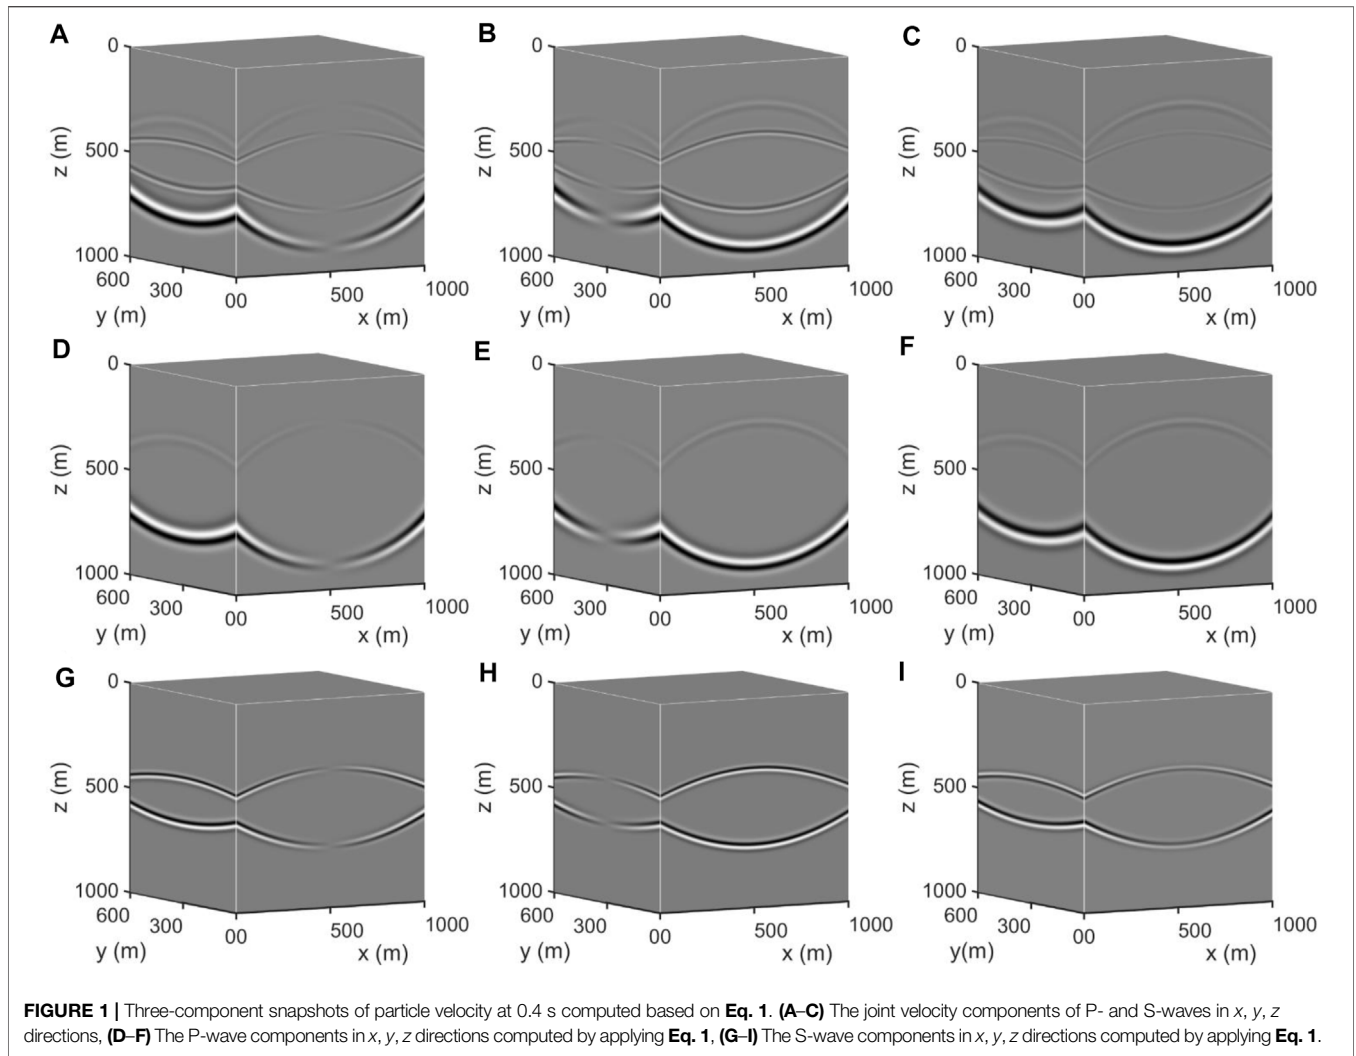 A
B
C
0
500
1000
z (m)
600
300
00
500
1000
y (m)
x (m)
0
500
1000
z (m)
600
300
00
500
1000
y (m)
x (m)
0
500
1000
z (m)
600
300
00
500
1000
y (m)
x (m)
D
E
F
0
500
1000
z (m)
600
300
00
500
1000
y (m)
x (m)
0
500
1000
z (m)
600
300
00
500
1000
y (m)
x (m)
0
500
1000
z (m)
600
300
00
500
1000
y (m)
x (m)
G
H
I
0
500
1000
z (m)
600
300
00
500
1000
y (m)
x (m)
0
500
1000
z (m)
600
300
00
500
1000
y (m)
x (m)
0
500
1000
z (m)
600
300
00
500
1000
y(m)
x (m)
FIGURE 1 | Three-component snapshots of particle velocity at 0.4 s computed based on Eq. 1. (A–C) The joint velocity components of P- and S-waves in x, y, z
directions, (D–F) The P-wave components in x, y, z directions computed by applying Eq. 1, (G–I) The S-wave components in x, y, z directions computed by applying Eq. 1.